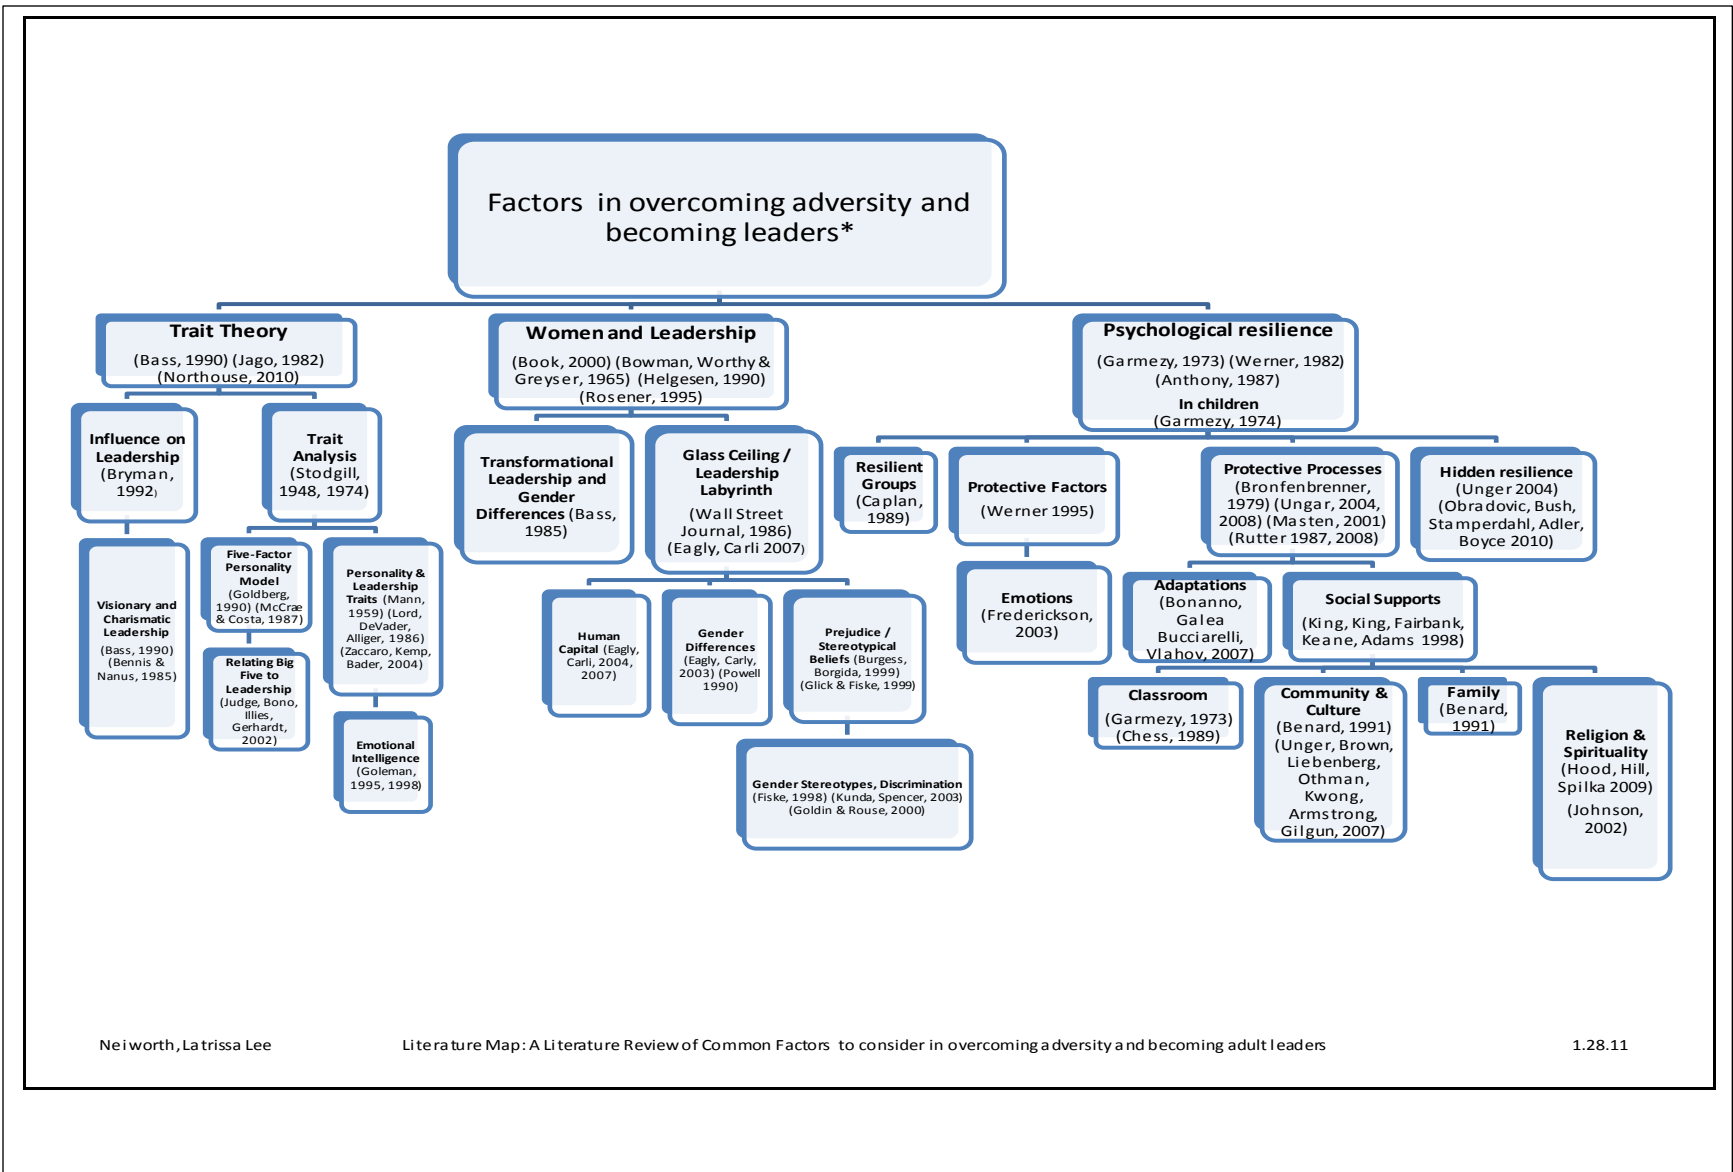 Factors in overcoming adversity and
becoming leaders*
Trait Theory
(Bass, 1990) (Jago, 1982)
(Northouse, 2010)
Influence on
Leadership
(Bryman,
1992)
Visionary and
Charismatic
Leadership
(Bass, 1990)
(Bennis &
Nanus, 1985)
Trait
Analysis
(Stodgill,
1948, 1974)
Five-Factor
Personality
Model
(Goldberg,
1990) (McCrae
& Costa, 1987)
Relating Big
Five to
Leadership
(Judge, Bono,
Illies,
Gerhardt,
2002)
Personality &
Leadership
Traits (Mann,
1959) (Lord,
DeVader,
Alliger, 1986)
(Zaccaro, Kemp,
Bader, 2004)
Emotional
Intelligence
(Goleman,
1995, 1998)
Women and Leadership
(Book, 2000) (Bowman, Worthy &
Greyser, 1965) (Helgesen, 1990)
(Rosener, 1995)
Transformational
Leadership and
Gender
Differences (Bass,
1985)
Glass Ceiling /
Leadership
Labyrinth
(Wall Street
Journal, 1986)
(Eagly, Carli 2007)
Human
Capital (Eagly,
Carli, 2004,
2007)
Gender
Differences
(Eagly, Carly,
2003) (Powell
1990)
Prejudice /
Stereotypical
Beliefs (Burgess,
Borgida, 1999)
(Glick & Fiske, 1999)
Gender Stereotypes, Discrimination
(Fiske, 1998) (Kunda, Spencer, 2003)
(Goldin & Rouse, 2000)
Psychological resilience
(Garmezy, 1973) (Werner, 1982)
(Anthony, 1987)
In children
(Garmezy, 1974)
Resilient
Groups
(Caplan,
1989)
Protective Factors
(Werner 1995)
Emotions
(Frederickson,
2003)
Protective Processes
(Bronfenbrenner,
1979) (Ungar, 2004,
2008) (Masten, 2001)
(Rutter 1987, 2008)
Adaptations
(Bonanno,
Galea
Bucciarelli,
Vlahov, 2007)
Social Supports
(King, King, Fairbank,
Keane, Adams 1998)
Classroom
(Garmezy, 1973)
(Chess, 1989)
Community &
Culture
(Benard, 1991)
(Unger, Brown,
Liebenberg,
Othman,
Kwong,
Armstrong,
Gilgun, 2007)
Family
(Benard,
1991)
Religion &
Spirituality
(Hood, Hill,
Spilka 2009)
(Johnson,
2002)
Hidden resilience
(Unger 2004)
(Obradovic, Bush,
Stamperdahl, Adler,
Boyce 2010)
Neiworth, Latrissa Lee
Literature Map: A Literature Review of Common Factors to consider in overcoming adversity and becoming adult leaders
1.28.11